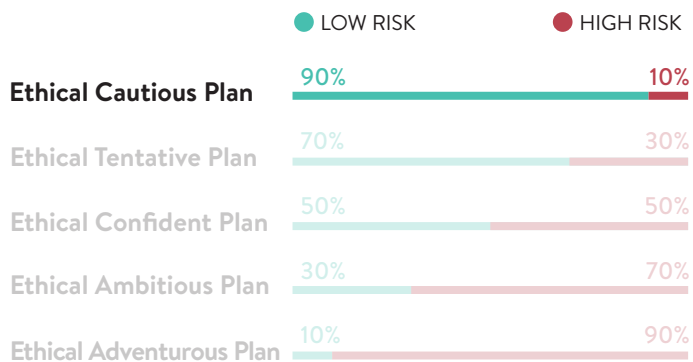 LOW RISK HIGH RISK
90% 10%
Ethical Cautious Plan
70% 30%
Ethical Tentative Plan
50% 50%
Ethical Confident Plan
30% 70%
Ethical Ambitious Plan
10% 90%
Ethical Adventurous Plan